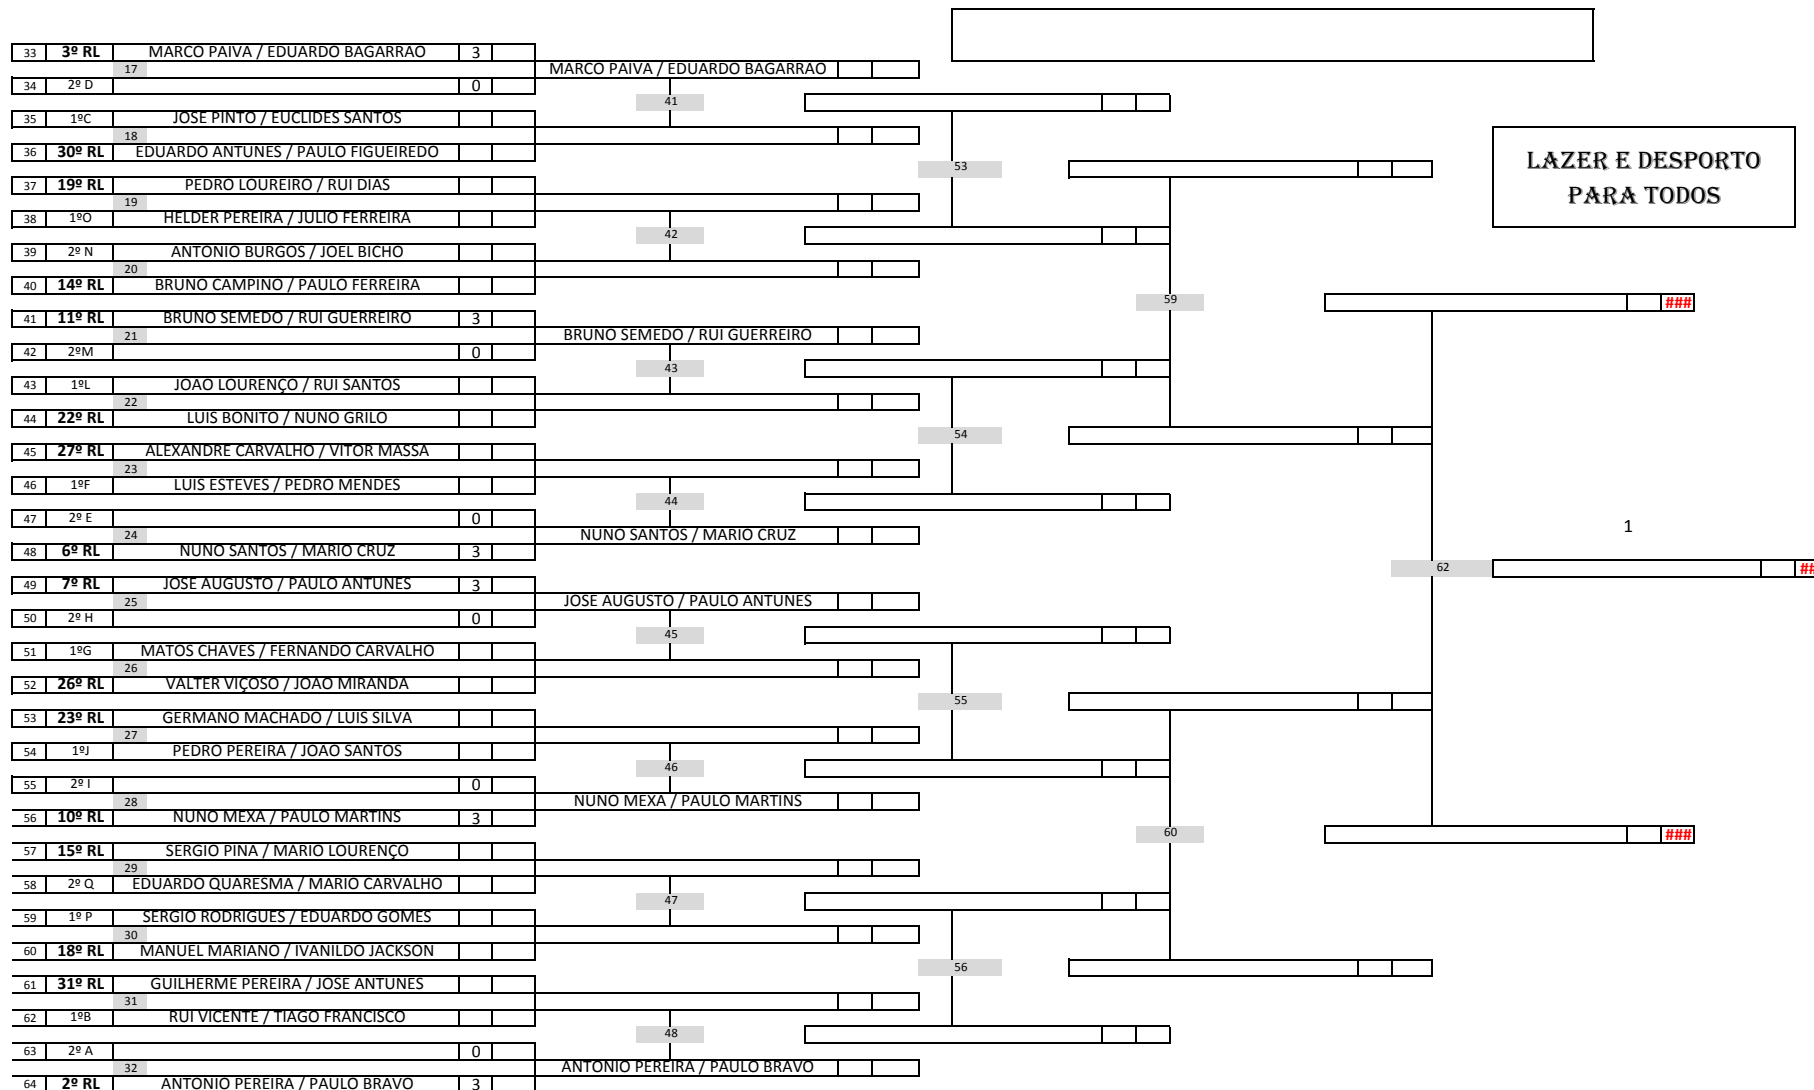 33 3º RL MARCO PAIVA / EDUARDO BAGARRAO 3
17 MARCO PAIVA / EDUARDO BAGARRAO
34 2º D 0
41
35 1ºC JOSE PINTO / EUCLIDES SANTOS
18
36 30º RL EDUARDO ANTUNES / PAULO FIGUEIREDO
LAZER E DESPORTO
53
37 19º RL PEDRO LOUREIRO / RUI DIAS
PARA TODOS
19
38 1ºO HELDER PEREIRA / JULIO FERREIRA
42
39 2º N ANTONIO BURGOS / JOEL BICHO
20
40 14º RL BRUNO CAMPINO / PAULO FERREIRA
59 ###
41 11º RL BRUNO SEMEDO / RUI GUERREIRO 3
21 BRUNO SEMEDO / RUI GUERREIRO
42 2ºM 0
43
43 1ºL JOAO LOURENÇO / RUI SANTOS
22
44 22º RL LUIS BONITO / NUNO GRILO
54
45 27º RL ALEXANDRE CARVALHO / VITOR MASSA
23
46 1ºF LUIS ESTEVES / PEDRO MENDES
44
47 2º E 0
1
24 NUNO SANTOS / MARIO CRUZ
48 6º RL NUNO SANTOS / MARIO CRUZ 3
62 ##
49 7º RL JOSE AUGUSTO / PAULO ANTUNES 3
25 JOSE AUGUSTO / PAULO ANTUNES
50 2º H 0
45
51 1ºG MATOS CHAVES / FERNANDO CARVALHO
26
52 26º RL VALTER VIÇOSO / JOAO MIRANDA
55
53 23º RL GERMANO MACHADO / LUIS SILVA
27
54 1ºJ PEDRO PEREIRA / JOAO SANTOS
46
55 2º I 0
28 NUNO MEXA / PAULO MARTINS
56 10º RL NUNO MEXA / PAULO MARTINS 3
60 ###
57 15º RL SERGIO PINA / MARIO LOURENÇO
29
58 2º Q EDUARDO QUARESMA / MARIO CARVALHO
47
59 1º P SERGIO RODRIGUES / EDUARDO GOMES
30
60 18º RL MANUEL MARIANO / IVANILDO JACKSON
56
61 31º RL GUILHERME PEREIRA / JOSE ANTUNES
31
62 1ºB RUI VICENTE / TIAGO FRANCISCO
48
63 2º A 0
32 ANTONIO PEREIRA / PAULO BRAVO
64 2º RL ANTONIO PEREIRA / PAULO BRAVO 3